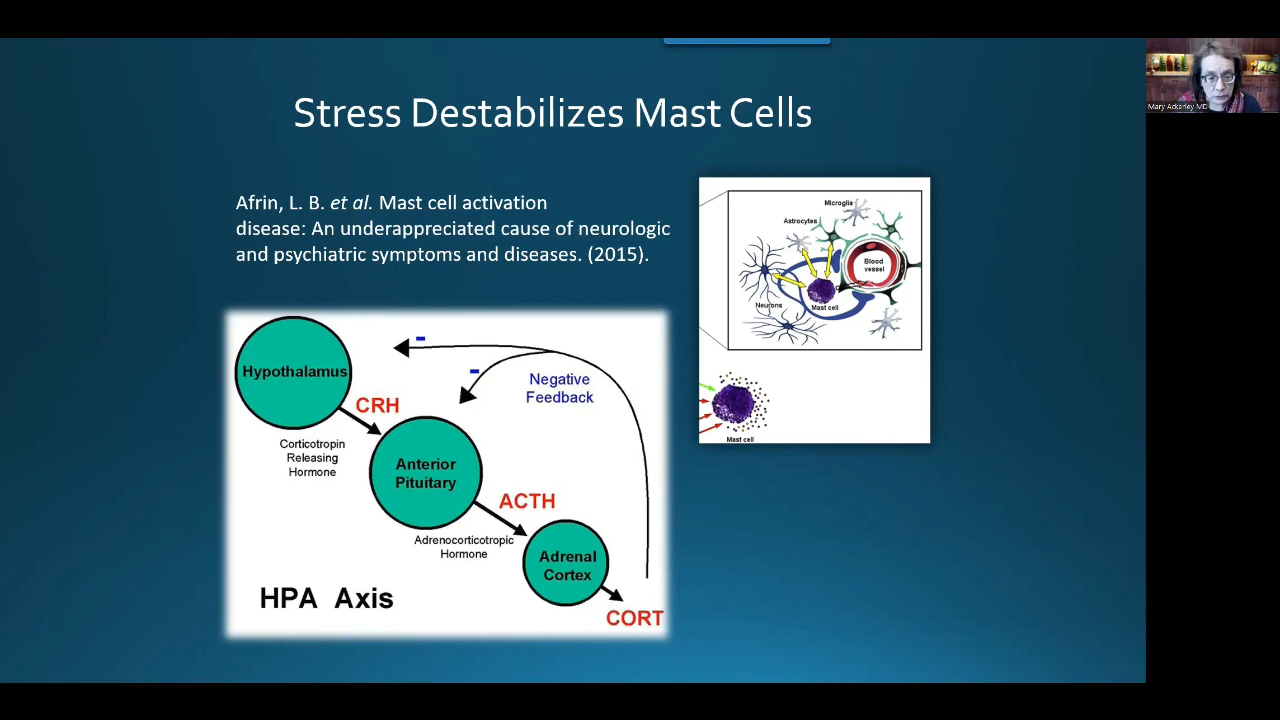 Stress Destabilizes Mast Cells
Afrin, L. B. et al. Mast cell activation
disease: An underappreciated cause of neurologic
and psychiatric symptoms and diseases. (2015).
Hypothalamus
CRH
Corticotropin
Releasing
Hormone
Anterior
Pituitary
ACTH
Adrenocorticotropic
Hormone
Adrenal
Cortex
CORT
-
-
Negative
Feedback
HPA Axis
Microglia
Astrocytes
Blood
vessel
Neurons
Mast cell
Mast cell
Mary Ackerley MD